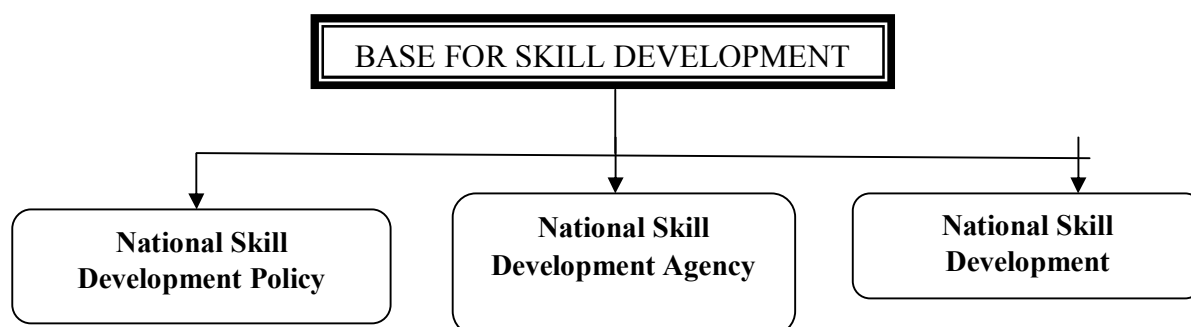 BASE FOR SKILL DEVELOPMENT
National Skill
Development Policy
National Skill
Development Agency
National Skill
Development